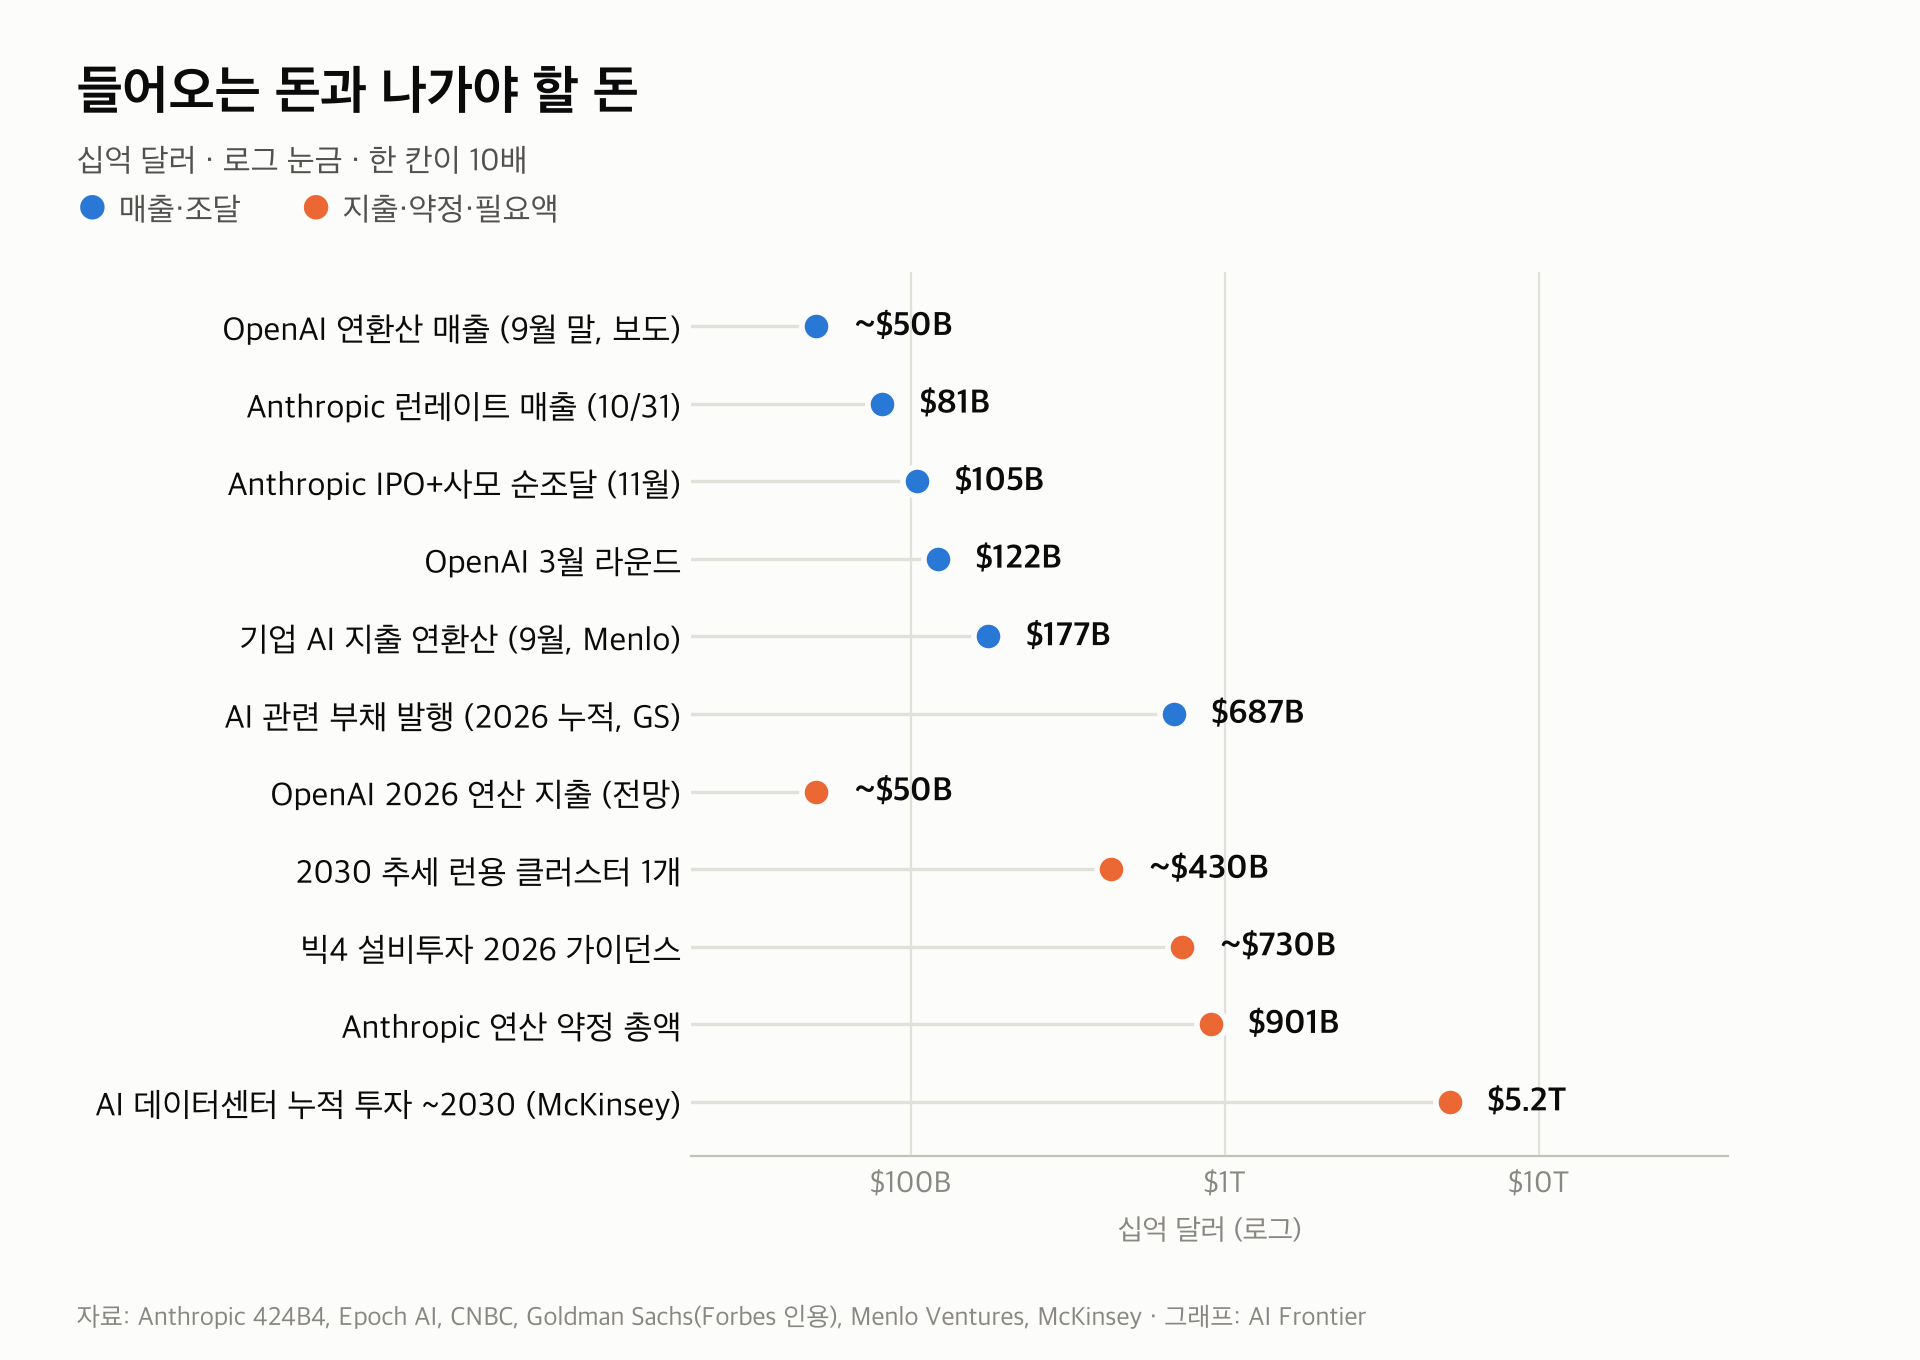 들어오는 돈과 나가야 할 돈
십억 달러 · 로그 눈금 · 한 칸이 10배
매출·조달 지출·약정·필요액
OpenAI 연환산 매출 (9월 말, 보도) ~$50B
Anthropic 런레이트 매출 (10/31) $81B
Anthropic IPO+사모 순조달 (11월) $105B
OpenAI 3월 라운드 $122B
기업 AI 지출 연환산 (9월, Menlo) $177B
AI 관련 부채 발행 (2026 누적, GS) $687B
OpenAI 2026 연산 지출 (전망) ~$50B
2030 추세 런용 클러스터 1개 ~$430B
빅4 설비투자 2026 가이던스 ~$730B
Anthropic 연산 약정 총액 $901B
AI 데이터센터 누적 투자 ~2030 (McKinsey) $5.2T
$100B $1T $10T
십억 달러 (로그)
자료: Anthropic 424B4, Epoch AI, CNBC, Goldman Sachs(Forbes 인용), Menlo Ventures, McKinsey · 그래프: AI Frontier